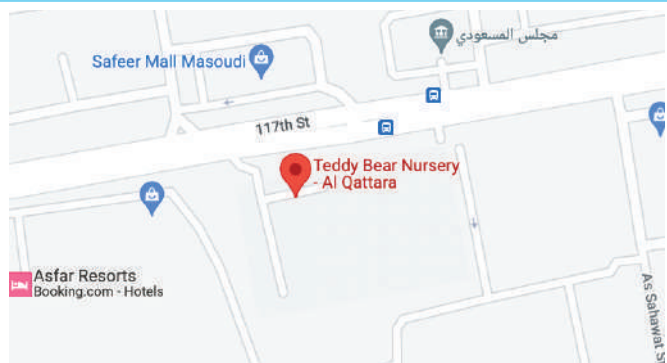 مجلس المسعودي
Safeer Mall Masoudi
117th St
Teddy Bear Nursery
- Al Qattara
Asfar Resorts
Booking.com - Hotels
As Sahawat S